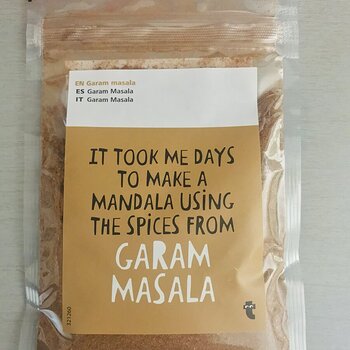 EN Garam masala
ES Garam Masala
IT Garam Masala
IT TOOK ME DAYS
TO MAKE A
MANDALA USING
THE SPICES FROM
GARAM
MASALA
t